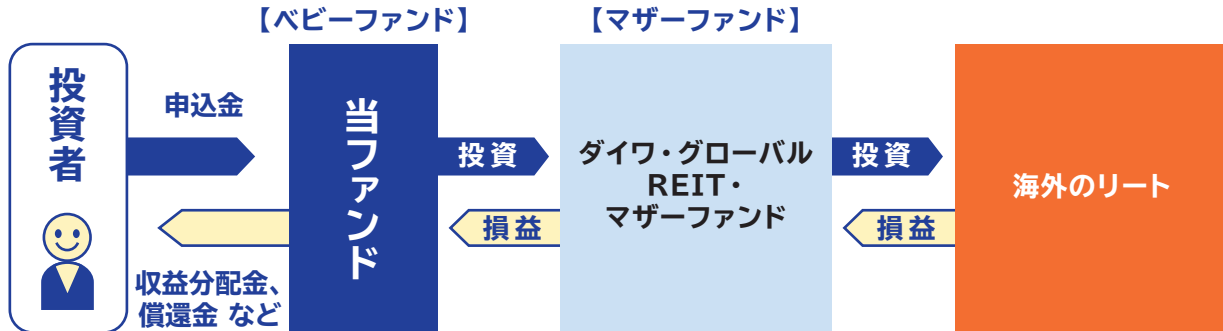 【ベビーファンド】
【マザーファンド】
投資者
申込金
収益分配金、
償還金 など
当ファンド
投資
損益
ダイワ・グローバル
REIT・
マザーファンド
投資
損益
海外のリート